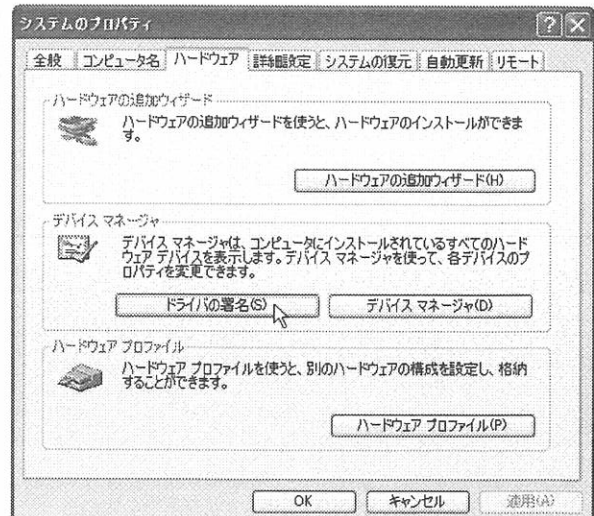 システムのプロパティ
全般 コンピュータ名 ハードウェア 詳細設定 システムの復元 自動更新 リモート
ハードウェアの追加ウィザード
ハードウェアの追加ウィザードを使うと、ハードウェアのインストールができま
す。
ハードウェアの追加ウィザード(H)
デバイス マネージャ
デバイス マネージャは、コンピュータにインストールされているすべてのハード
ウェア デバイスを表示します。デバイス マネージャを使って、各デバイスのプ
ロパティを変更できます。
ドライバの署名(S) デバイス マネージャ(D)
ハードウェア プロファイル
ハードウェア プロファイルを使うと、別のハードウェアの構成を設定し、格納
することができます。
ハードウェア プロファイル(P)
OK キャンセル 適用(A)